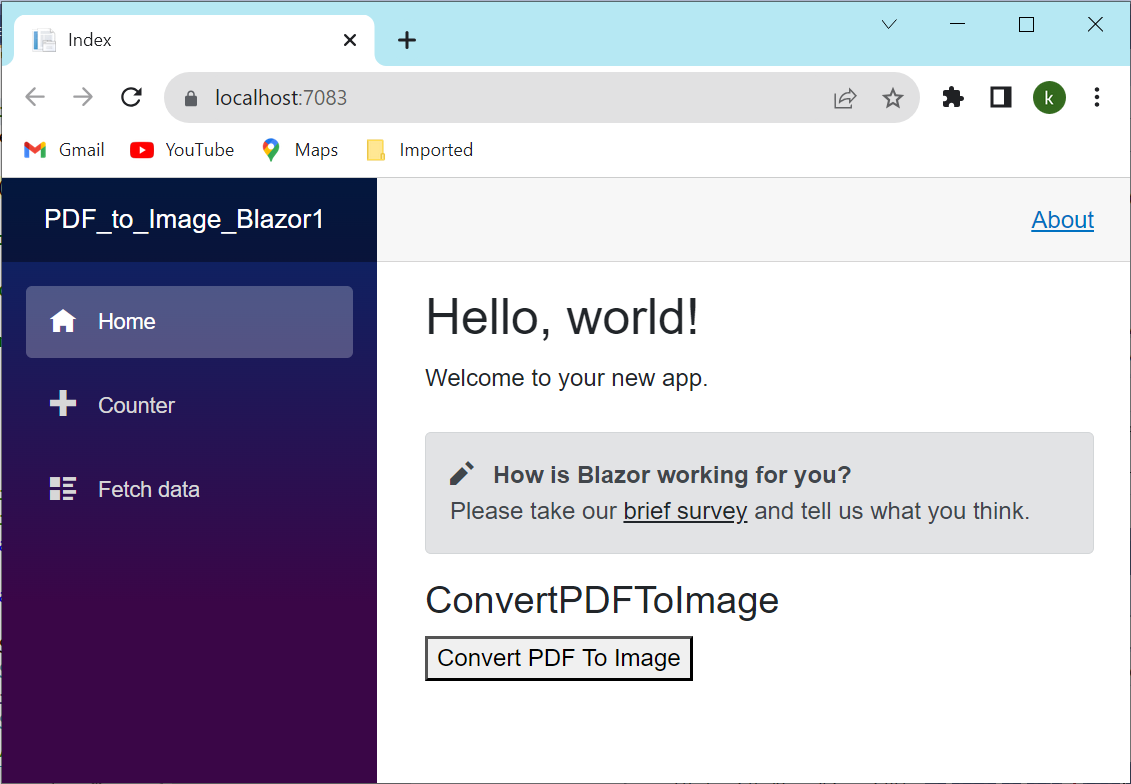 Index
localhost:7083
k
Gmail YouTube Maps Imported
PDF_to_Image_Blazor1
About
Home
Counter
Fetch data
Hello, world!
Welcome to your new app.
How is Blazor working for you?
Please take our brief survey and tell us what you think.
ConvertPDFToImage
Convert PDF To Image